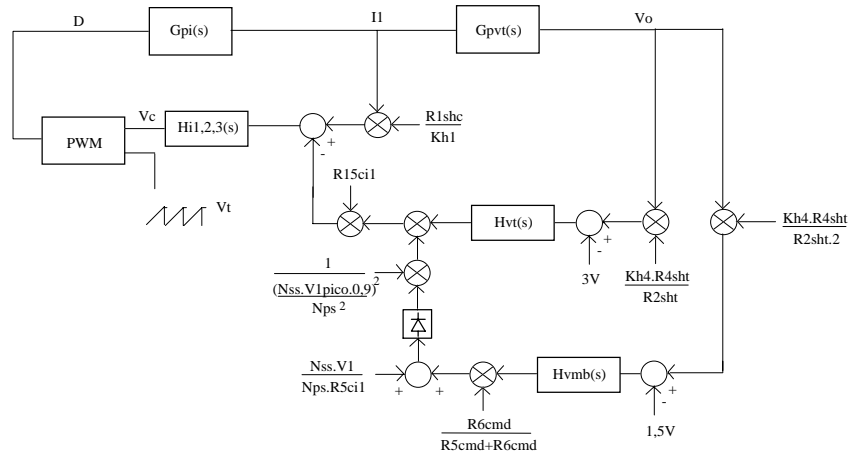 D
I1
Vo
Gpi(s)
Gpvt(s)
Vc
PWM
Hi1,2,3(s)
+
-
R1shc
Kh1
R15ci1
Vt
Hvt(s)
+
-
3V
Kh4.R4sht
R2sht
Kh4.R4sht
R2sht.2
1
(Nss.V1pico.0,9)2
Nps 2
Nss.V1
Nps.R5ci1
+
+
R6cmd
R5cmd+R6cmd
Hvmb(s)
+
-
1,5V